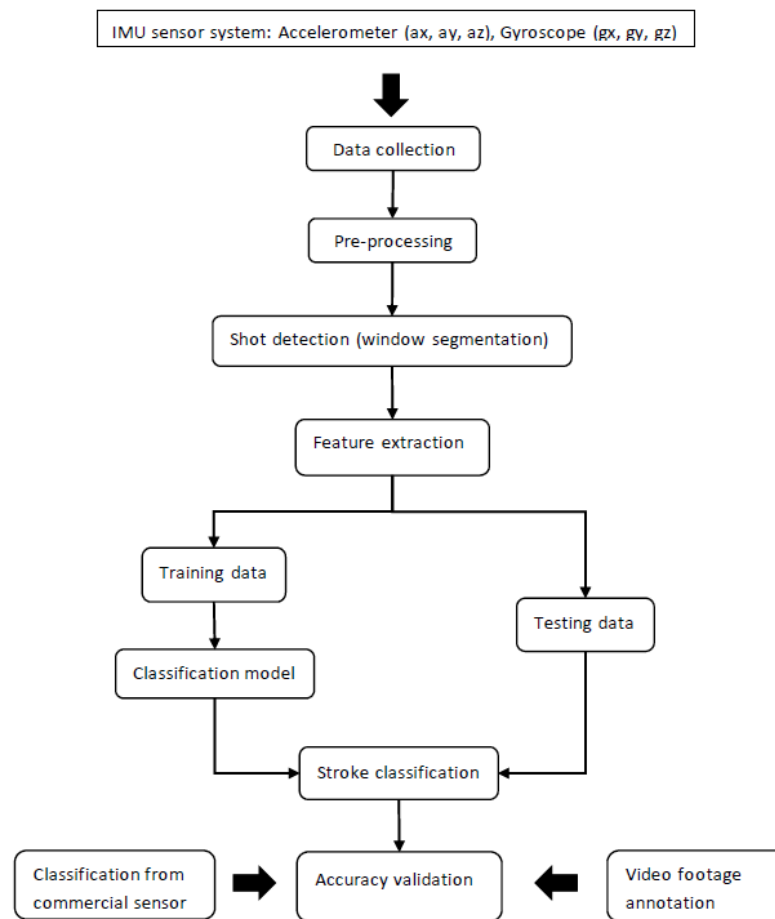 IMU sensor system: Accelerometer (ax, ay, az), Gyroscope (gx, gy, gz)
Data collection
Pre-processing
Shot detection (window segmentation)
Feature extraction
Training data
Testing data
Classification model
Stroke classification
Classification from
commercial sensor
Accuracy validation
Video footage
annotation